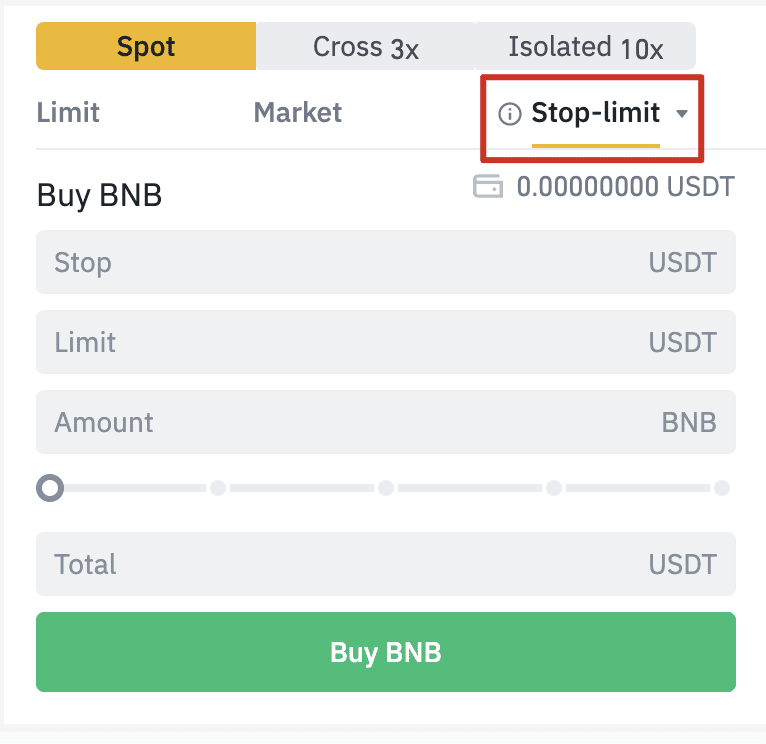 Spot Cross 3x Isolated 10x
Limit Market Stop-limit
Buy BNB 0.00000000 USDT
Stop USDT
Limit USDT
Amount BNB
Total USDT
Buy BNB